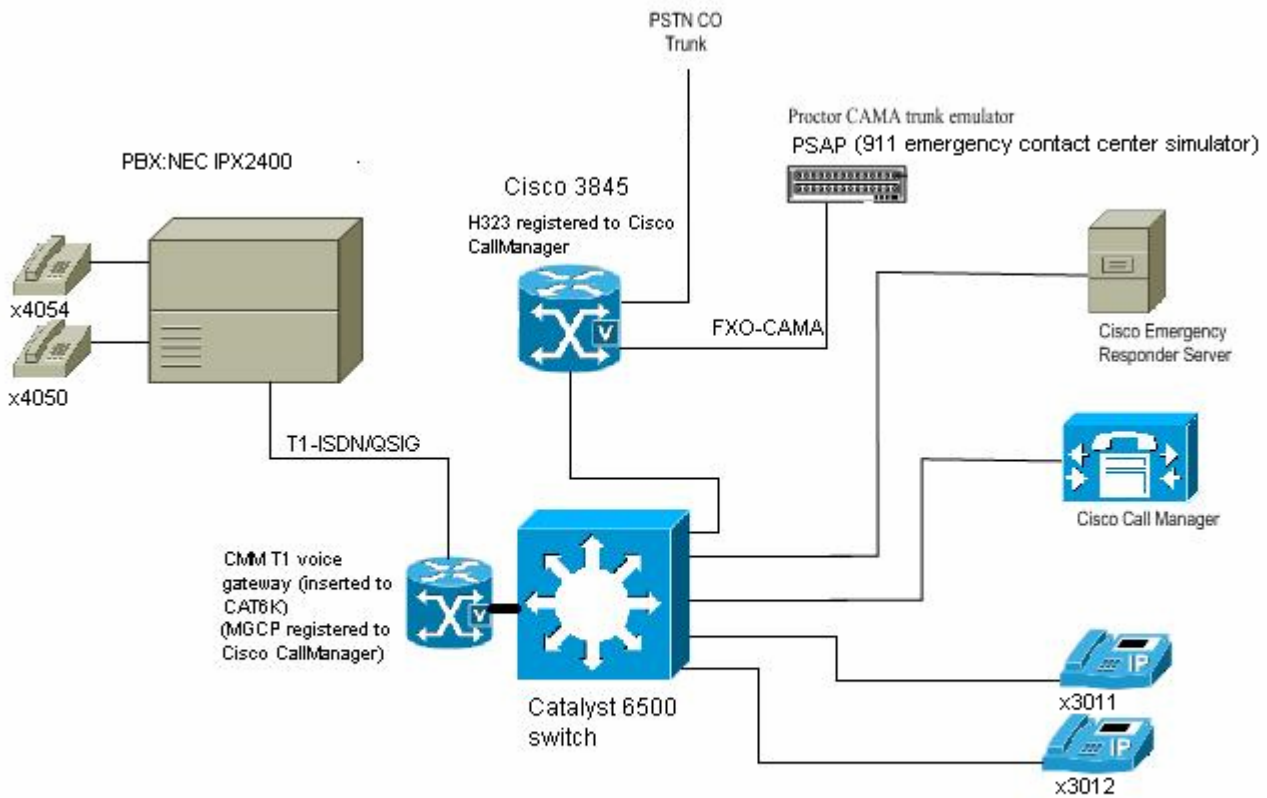 PSTN CO
Trunk
Proctor CAMA trunk emulator
PSAP (911 emergency contact center simulator)
PBX:NEC IPX2400
Cisco 3845
H323 registered to Cisco
CallManager
x4054
x4050
FXO-CAMA
Cisco Emergency
Responder Server
T1-ISDN/QSIG
V
Cisco Call Manager
CMM T1 voice
gateway (inserted to
CAT6K)
(MGCP registered to
Cisco CallManager)
V
Catalyst 6500
switch
IP
x3011
IP
x3012